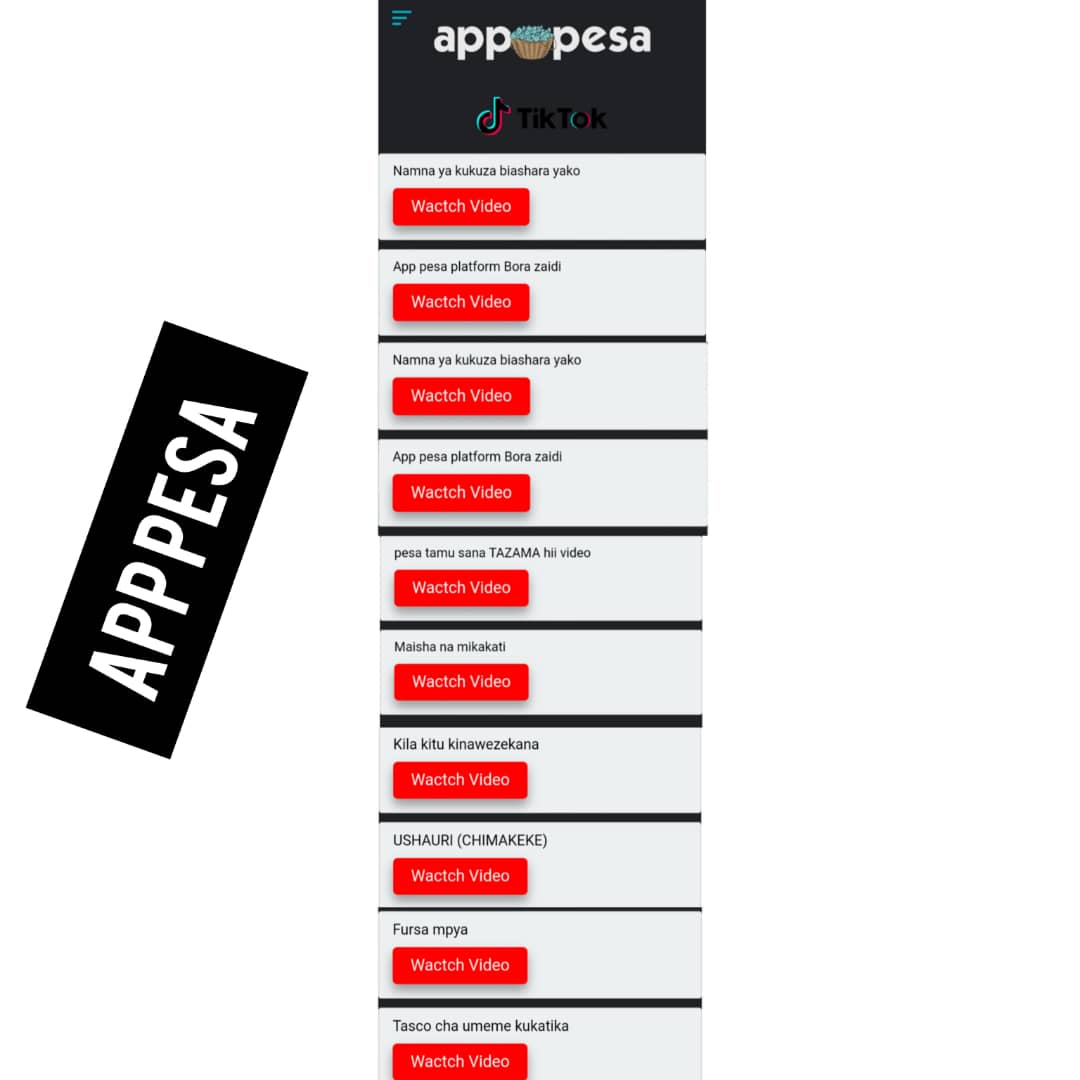 app pesa
TikTok
Namna ya kukuza biashara yako
Wactch Video
App pesa platform Bora zaidi
Wactch Video
Namna ya kukuza biashara yako
Wactch Video
App pesa platform Bora zaidi
Wactch Video
pesa tamu sana TAZAMA hii video
Wactch Video
Maisha na mikakati
Wactch Video
Kila kitu kinawezekana
Wactch Video
USHAURI (CHIMAKEKE)
Wactch Video
Fursa mpya
Wactch Video
Tasco cha umeme kukatika
Wactch Video
APPPESA